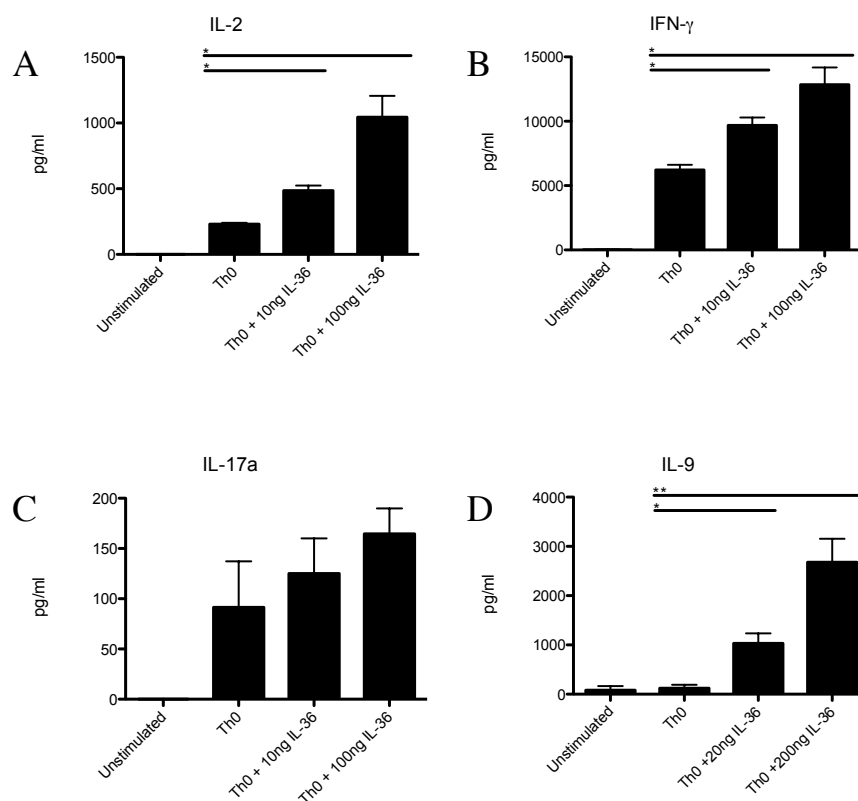 IL-2
A
*
*
pg/ml
1500
1000
500
0
Unstimulated
Th0
Th0 + 10ng IL-36
Th0 + 100ng IL-36
IFN-γ
B
*
*
pg/ml
15000
10000
5000
0
Unstimulated
Th0
Th0 + 10ng IL-36
Th0 + 100ng IL-36
IL-17a
C
pg/ml
200
150
100
50
0
Unstimulated
Th0
Th0 + 10ng IL-36
Th0 + 100ng IL-36
IL-9
D
**
*
pg/ml
4000
3000
2000
1000
0
Unstimulated
Th0
Th0 +20ng IL-36
Th0 +200ng IL-36